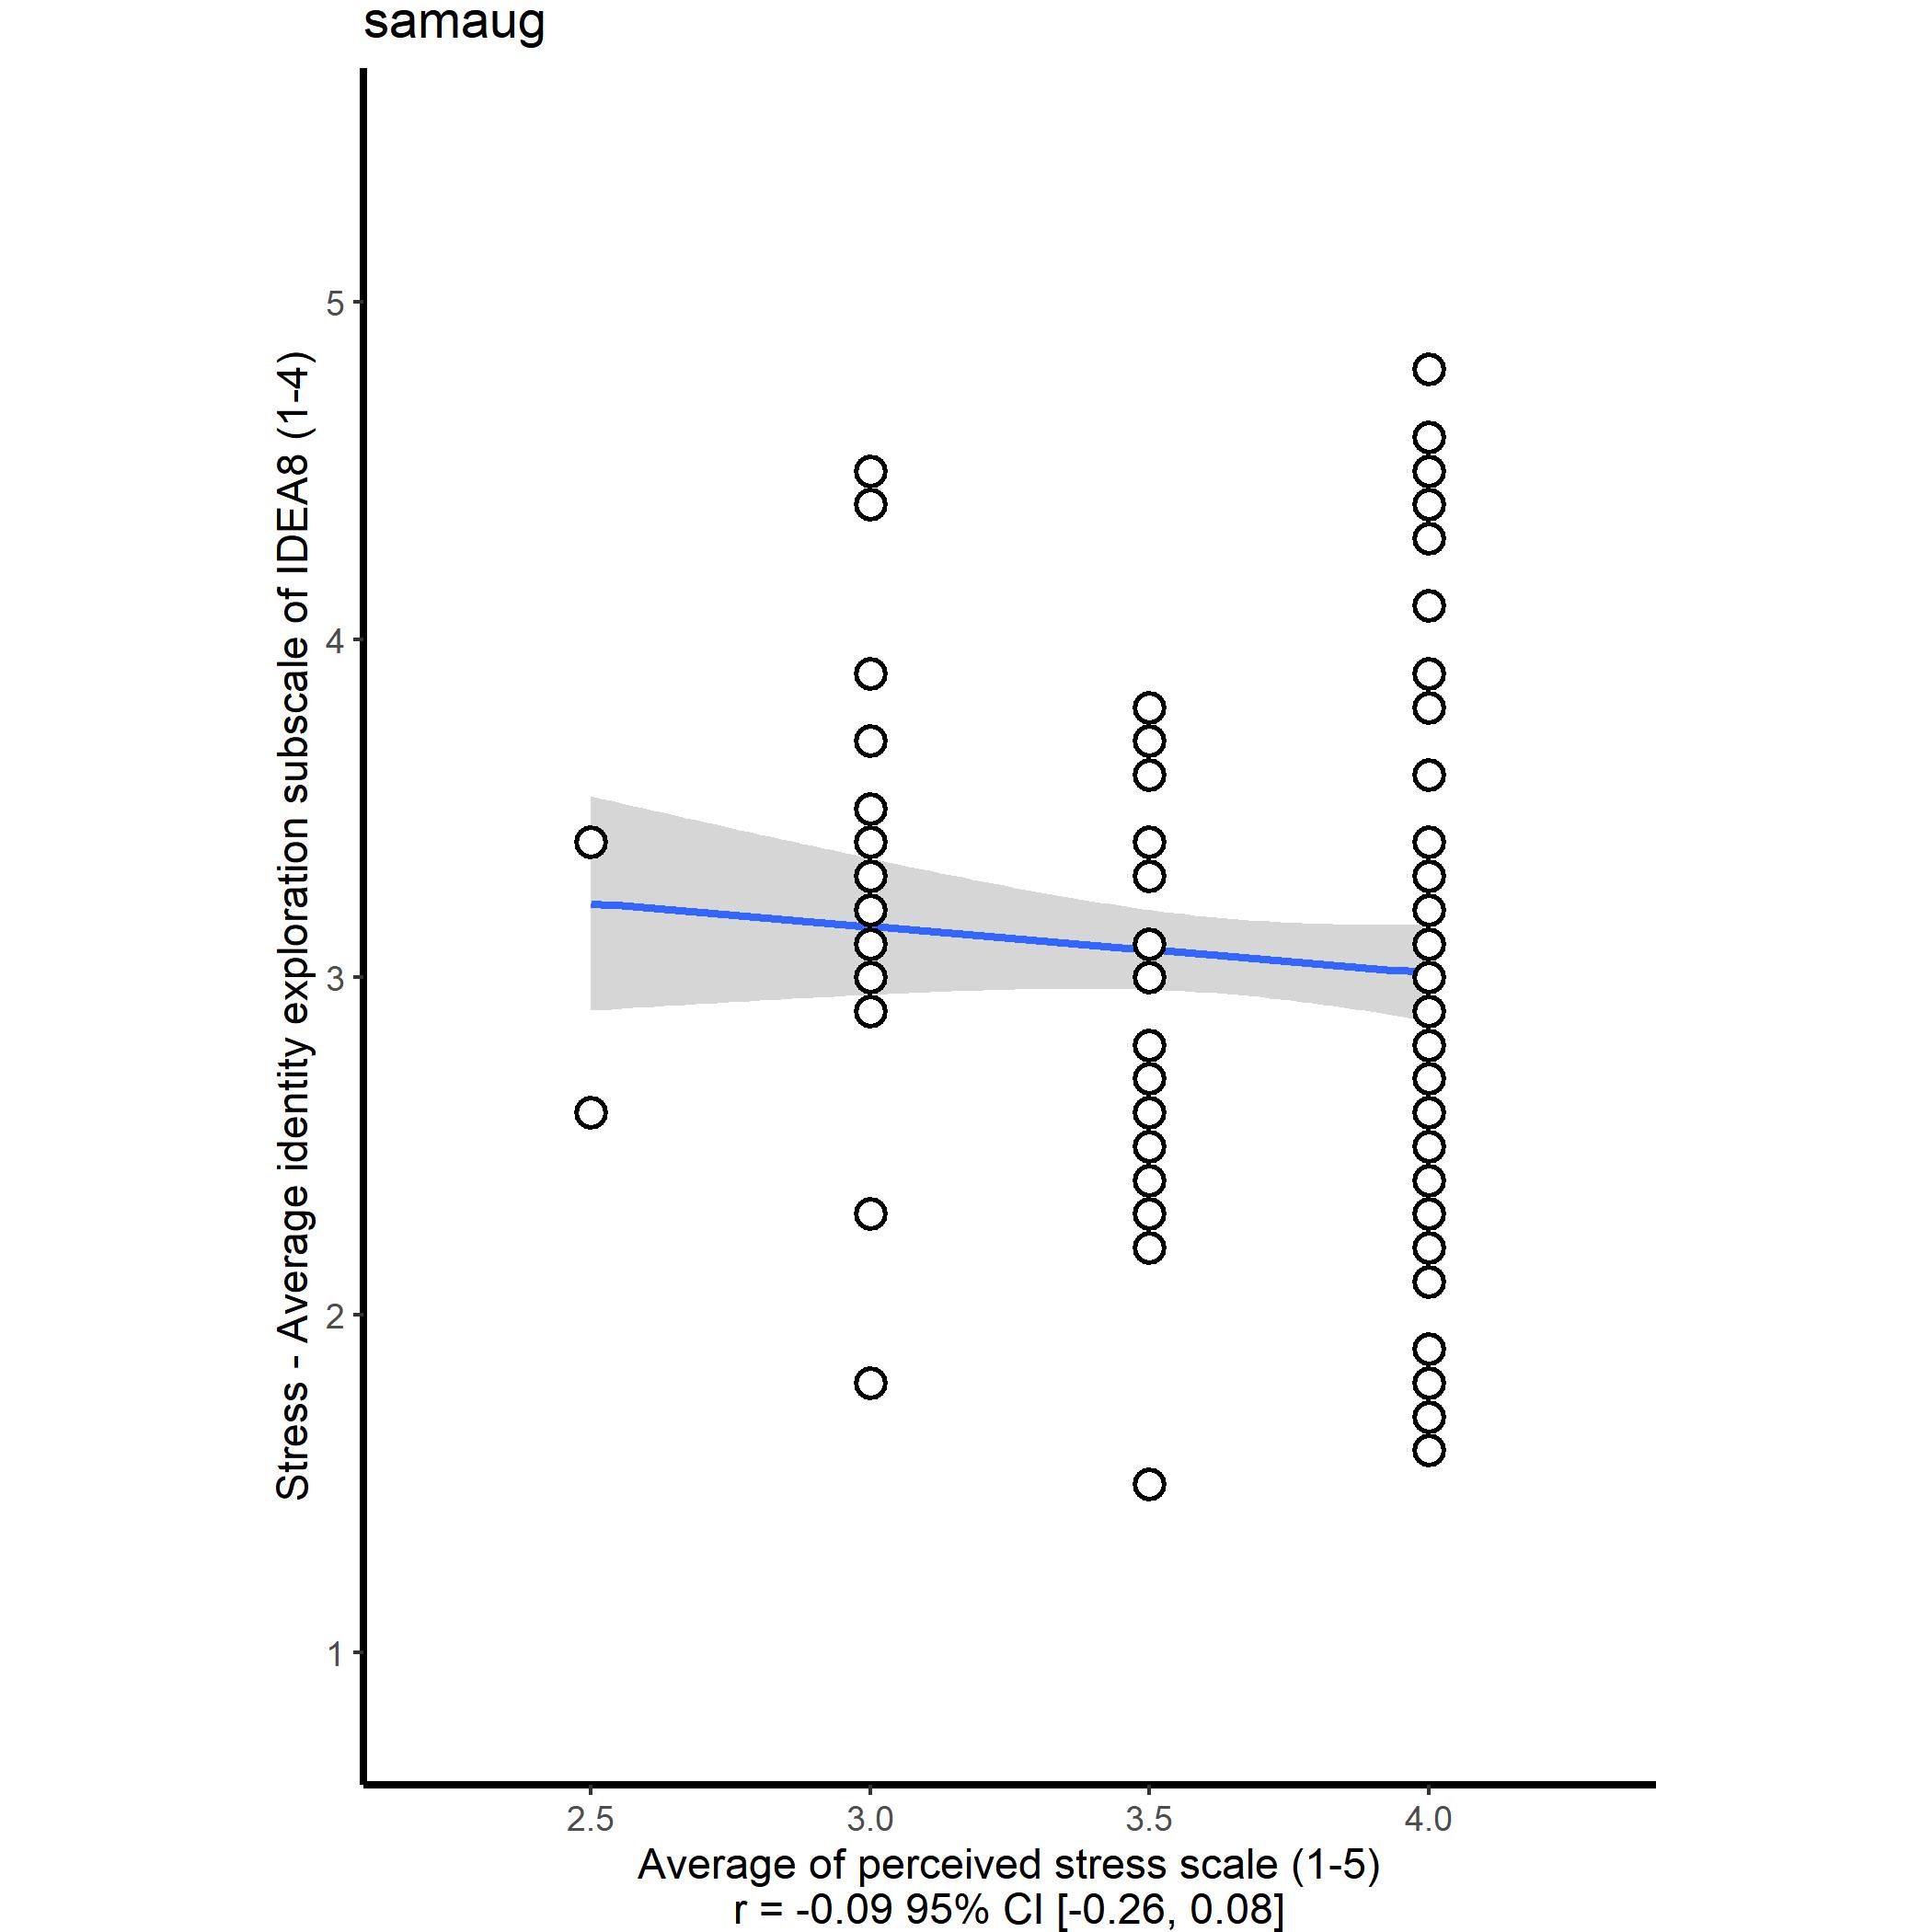 samaug
Stress - Average identity exploration subscale of IDEA8 (1-4)
5
4
3
2
1
2.5 3.0 3.5 4.0
Average of perceived stress scale (1-5)
r = -0.09 95% CI [-0.26, 0.08]